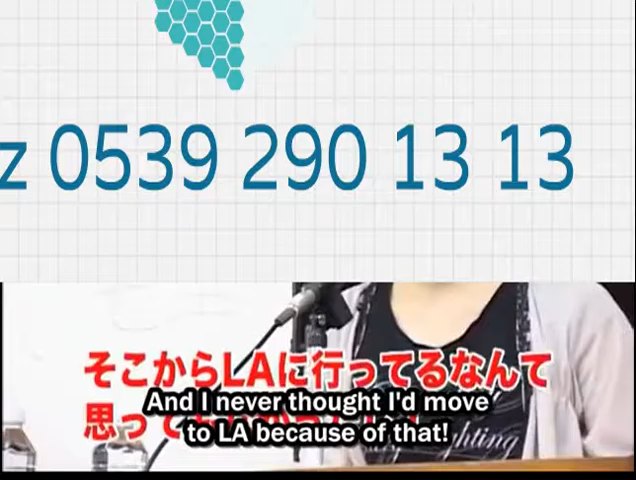 z 0539 290 13 13
そこからLAに行ってるなんて
思って
And I never thought I'd move
to LA because of that!